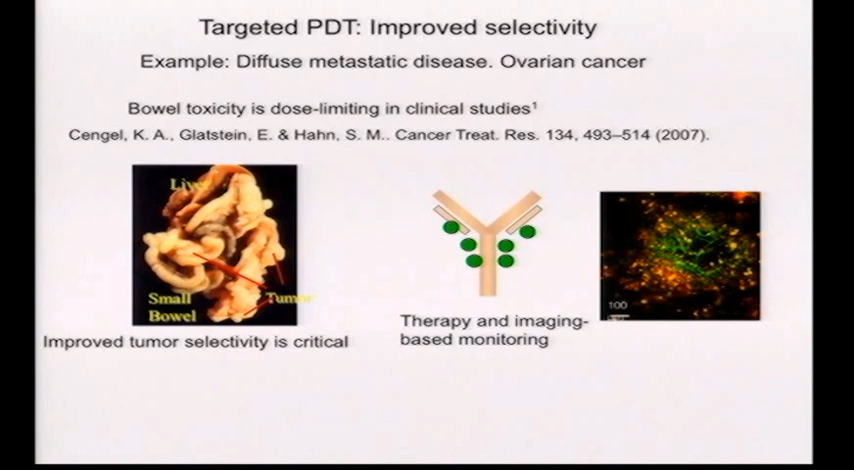 Targeted PDT: Improved selectivity
Example: Diffuse metastatic disease. Ovarian cancer
Bowel toxicity is dose-limiting in clinical studies¹
Cengel, K. A., Glatstein, E. & Hahn, S. M.. Cancer Treat. Res. 134, 493–514 (2007).
Liver
Small
Bowel
Tumor
Improved tumor selectivity is critical
Therapy and imaging-
based monitoring
100